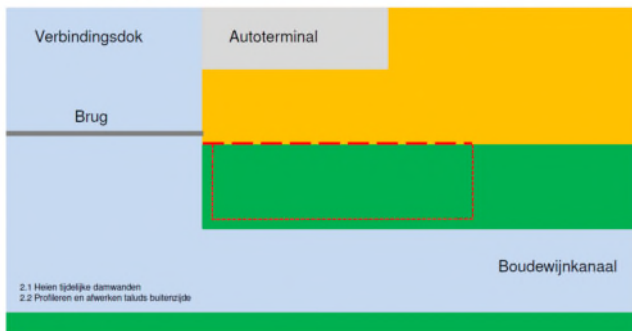 Verbindingsdok
Autoterminal
Brug
Boudewijnkanaal
2.1 Heien tijdelijke damwanden
2.2 Profileren en afwerken taluds buitenzijde